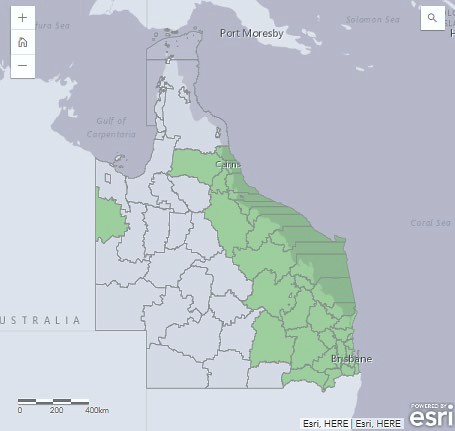 Port Moresby
Solomon Sea
Gulf of
Carpentaria
Cairns
Coral Sea
USTRALIA
Brisbane
0 200 400km
Esri, HERE | Esri, HERE
POWERED BY
esri